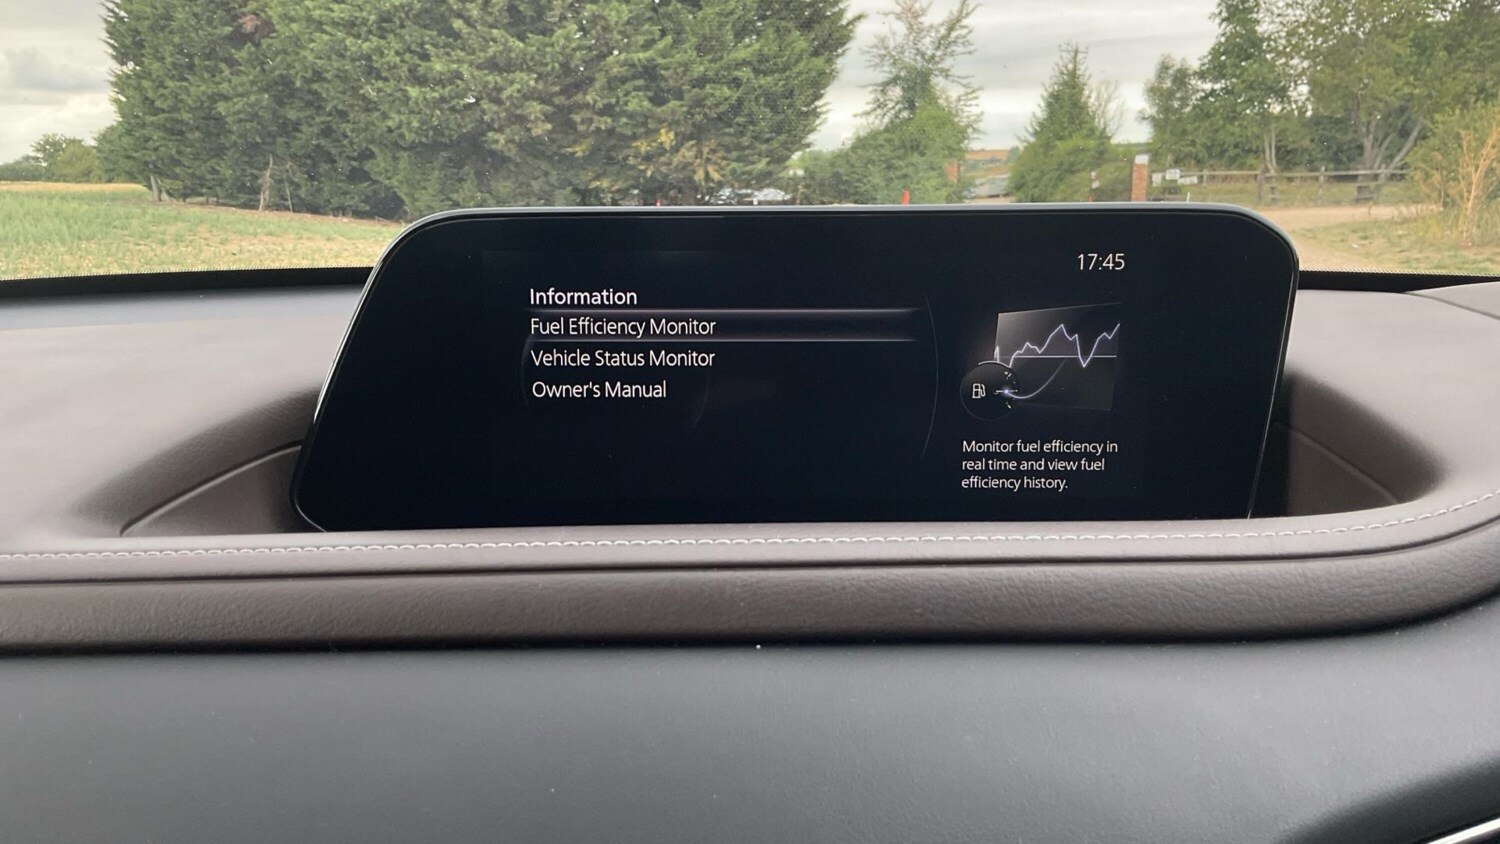 17:45
Information
Fuel Efficiency Monitor
Vehicle Status Monitor
Owner's Manual
Monitor fuel efficiency in
real time and view fuel
efficiency history.